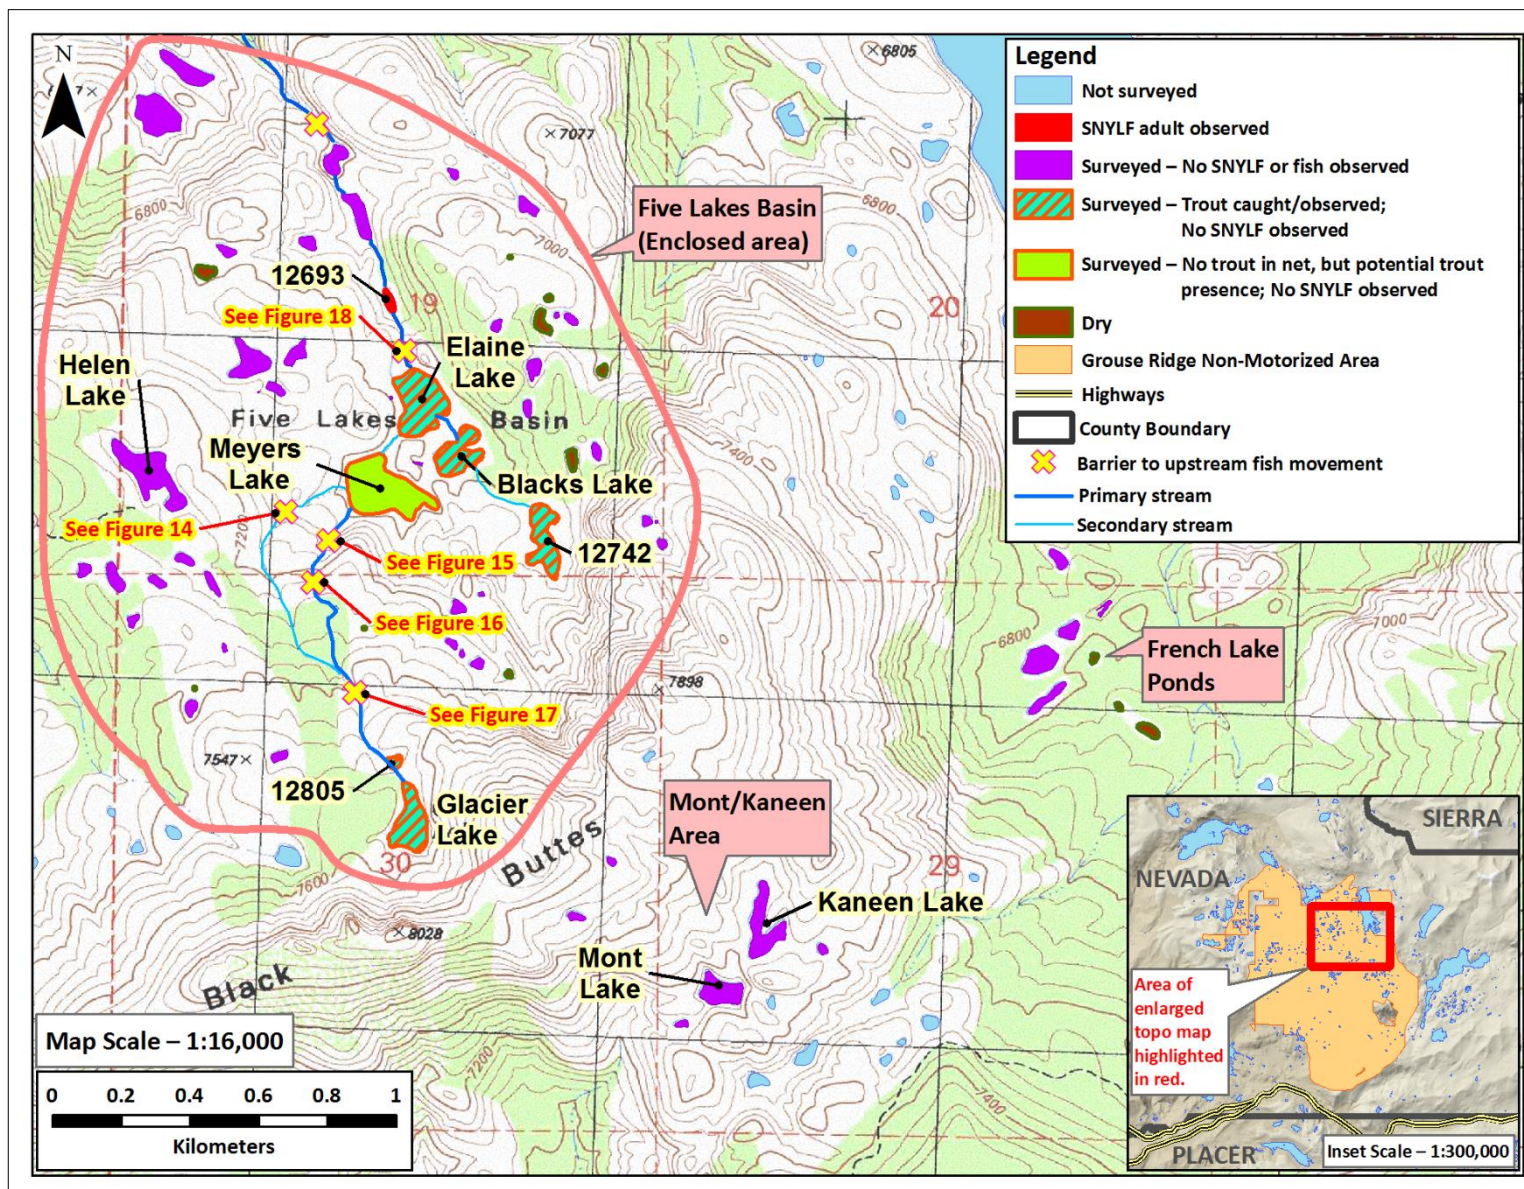 N
6805
7077
6800
6800
7000
Five Lakes Basin
(Enclosed area)
12693
19
20
See Figure 18
Elaine
Lake
Helen
Lake
Five Lakes Basin
7400
Meyers
Lake
Blacks Lake
See Figure 14
7200
12742
See Figure 15
See Figure 16
See Figure 17
7898
7547
12805
Glacier
Lake
30
7600
Mont/Kaneen
Area
29
Kaneen Lake
Mont
Lake
8028
Black Buttes
7200
7400
6800
7000
French Lake
Ponds
Legend
Not surveyed
SNYLF adult observed
Surveyed – No SNYLF or fish observed
Surveyed – Trout caught/observed;
No SNYLF observed
Surveyed – No trout in net, but potential trout
presence; No SNYLF observed
Dry
Grouse Ridge Non-Motorized Area
Highways
County Boundary
Barrier to upstream fish movement
Primary stream
Secondary stream
Map Scale – 1:16,000
0 0.2 0.4 0.6 0.8 1
Kilometers
SIERRA
NEVADA
Area of
enlarged
topo map
highlighted
in red.
PLACER
Inset Scale – 1:300,000